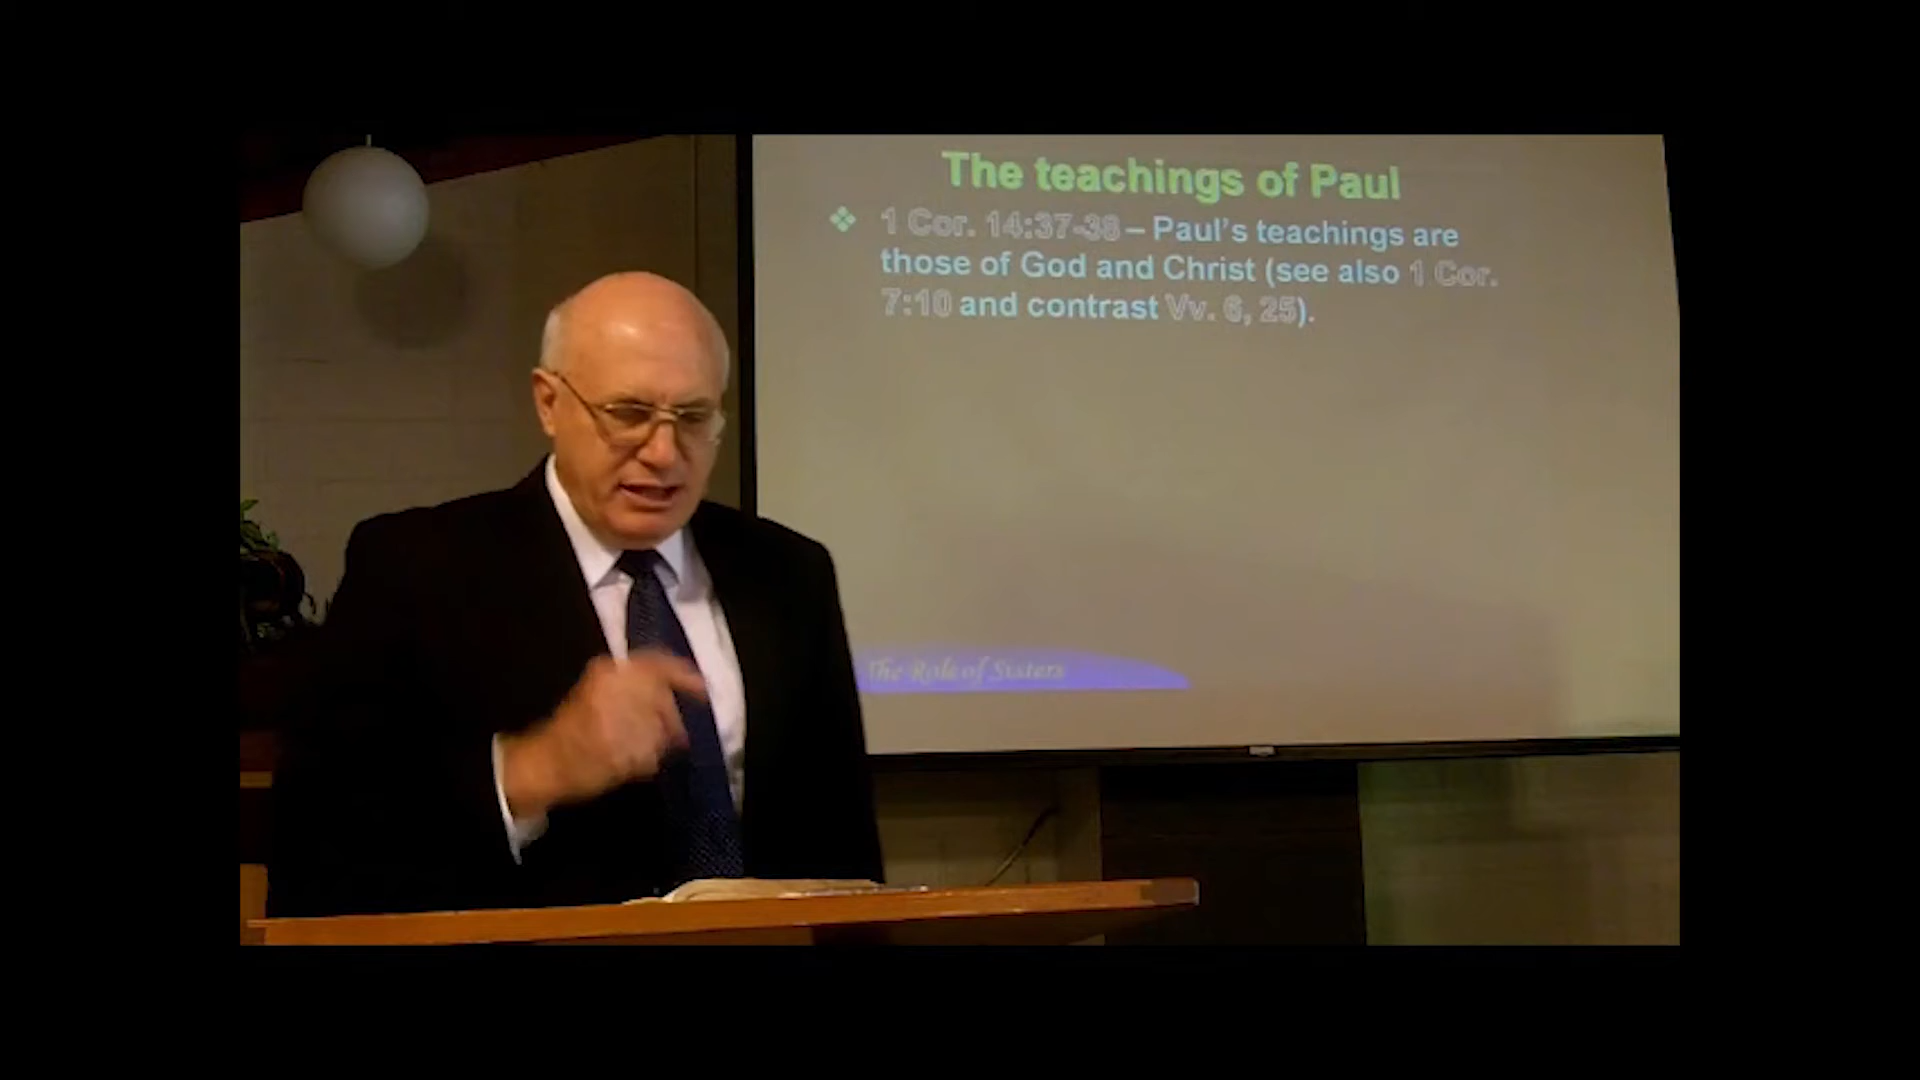 The teachings of Paul
❖ 1 Cor. 14:37-38 – Paul's teachings are
those of God and Christ (see also 1 Cor.
7:10 and contrast Vv. 6, 25).
The Role of Sisters